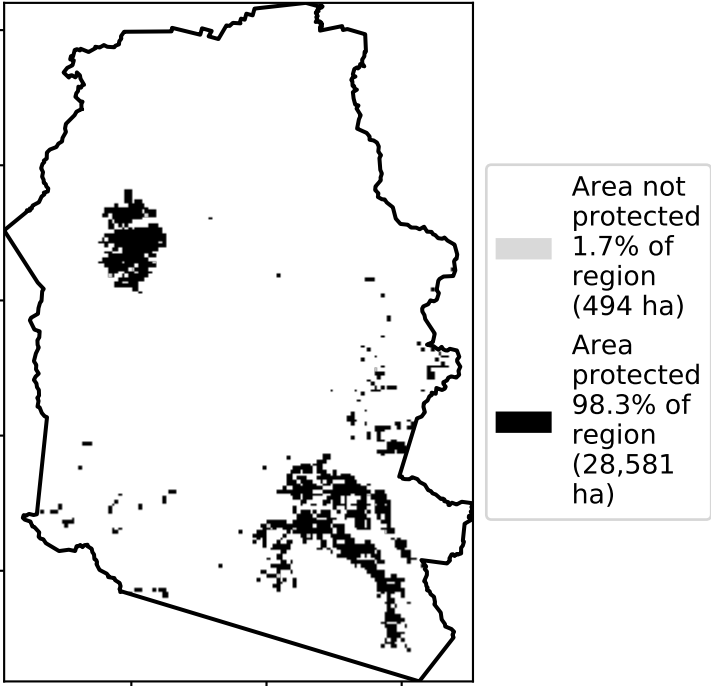 Area not
protected
1.7% of
region
(494 ha)
Area
protected
98.3% of
region
(28,581
ha)